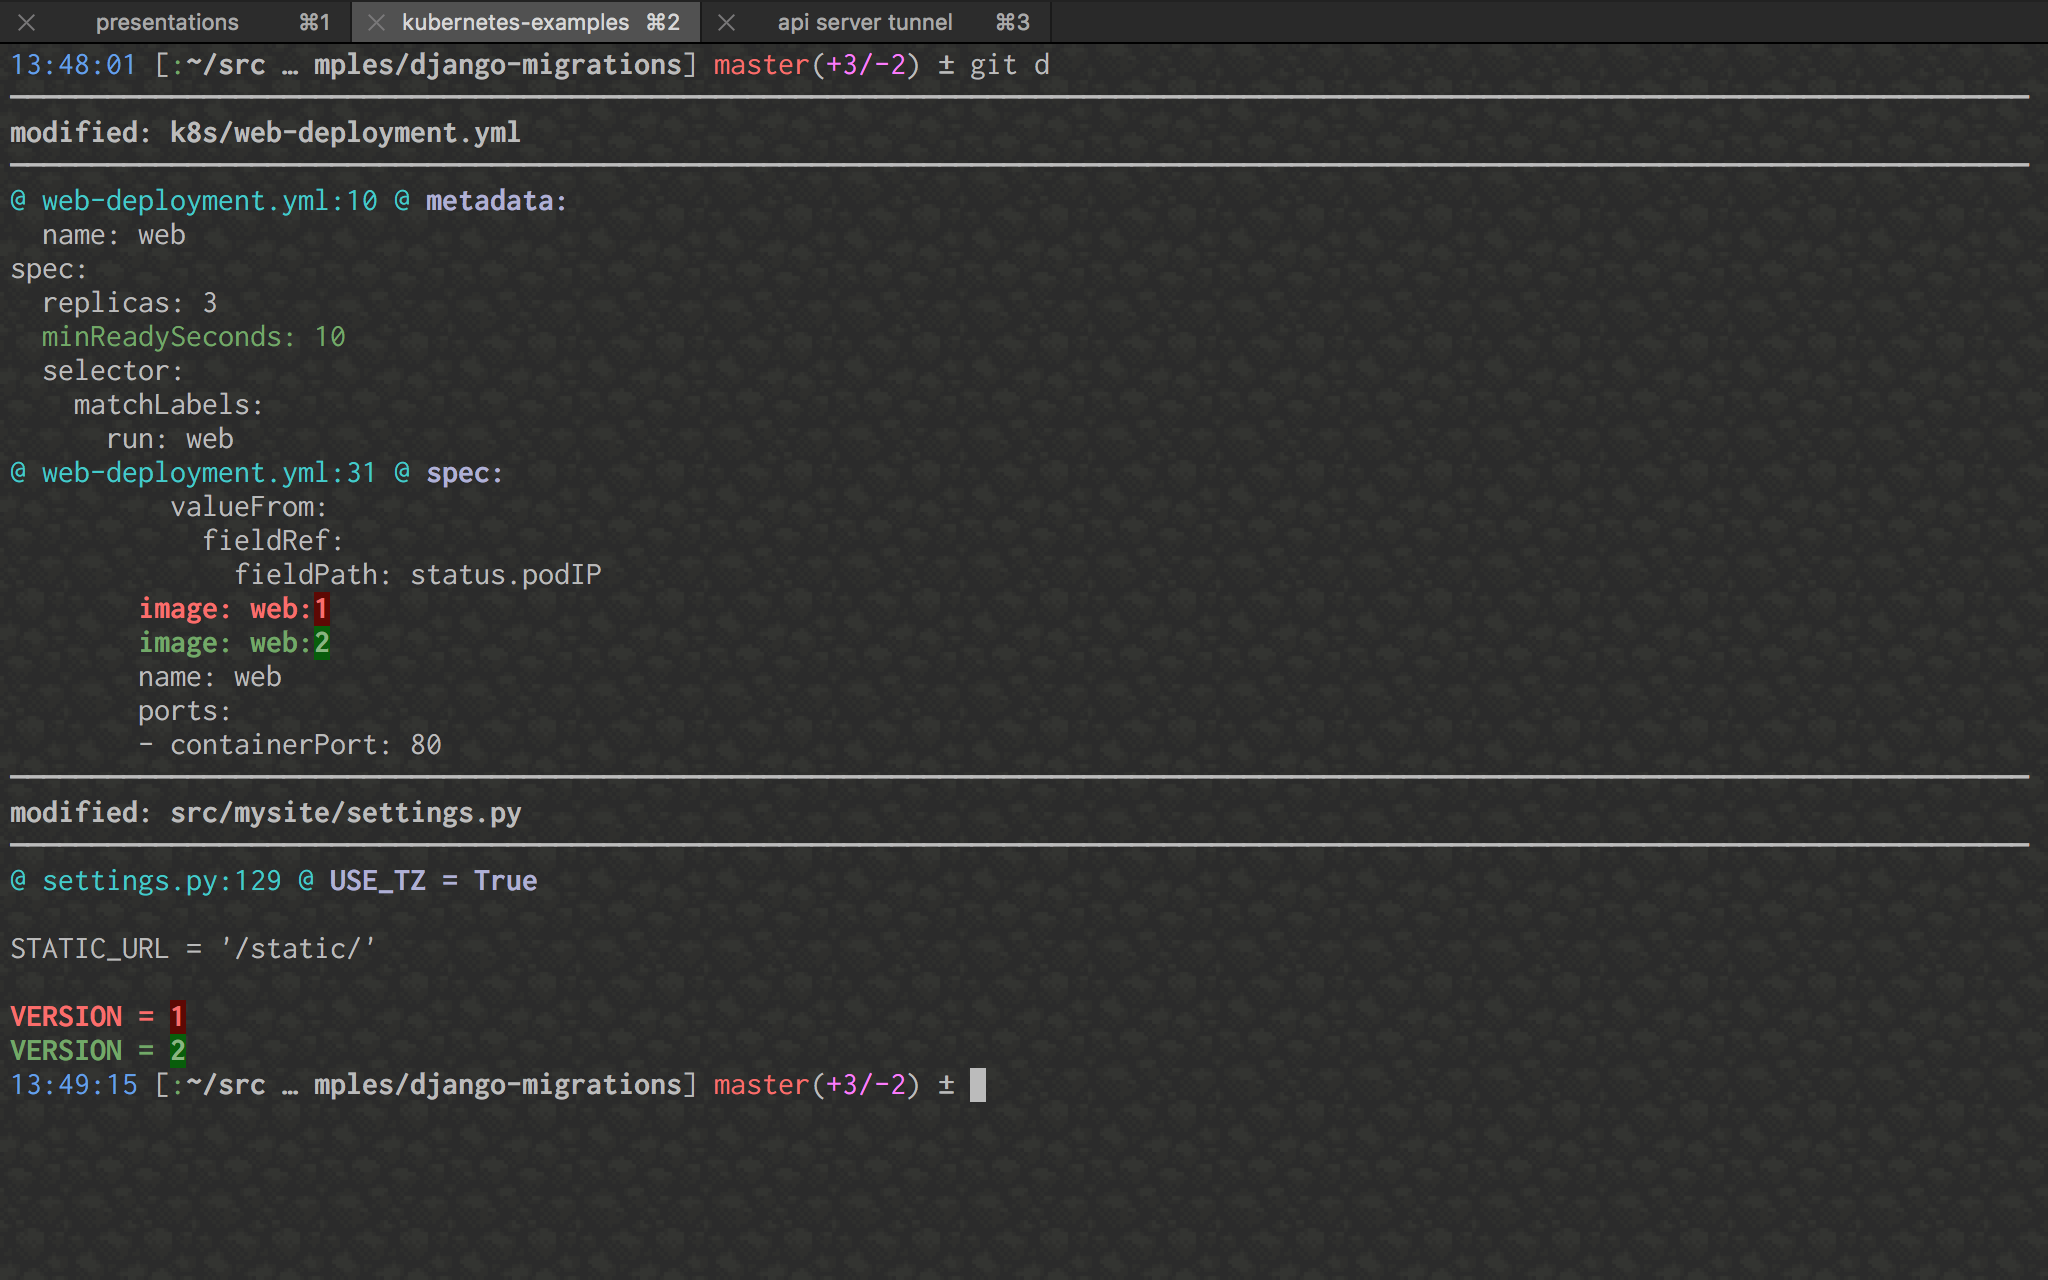 presentations ⌘1 kubernetes-examples ⌘2 api server tunnel ⌘3
13:48:01 [:~/src … mples/django-migrations] master(+3/-2) ± git d
modified: k8s/web-deployment.yml
@ web-deployment.yml:10 @ metadata:
  name: web
spec:
  replicas: 3
  minReadySeconds: 10
  selector:
    matchLabels:
      run: web
@ web-deployment.yml:31 @ spec:
          valueFrom:
            fieldRef:
              fieldPath: status.podIP
        image: web:1
        image: web:2
        name: web
        ports:
        - containerPort: 80
modified: src/mysite/settings.py
@ settings.py:129 @ USE_TZ = True
STATIC_URL = '/static/'
VERSION = 1
VERSION = 2
13:49:15 [:~/src … mples/django-migrations] master(+3/-2) ±